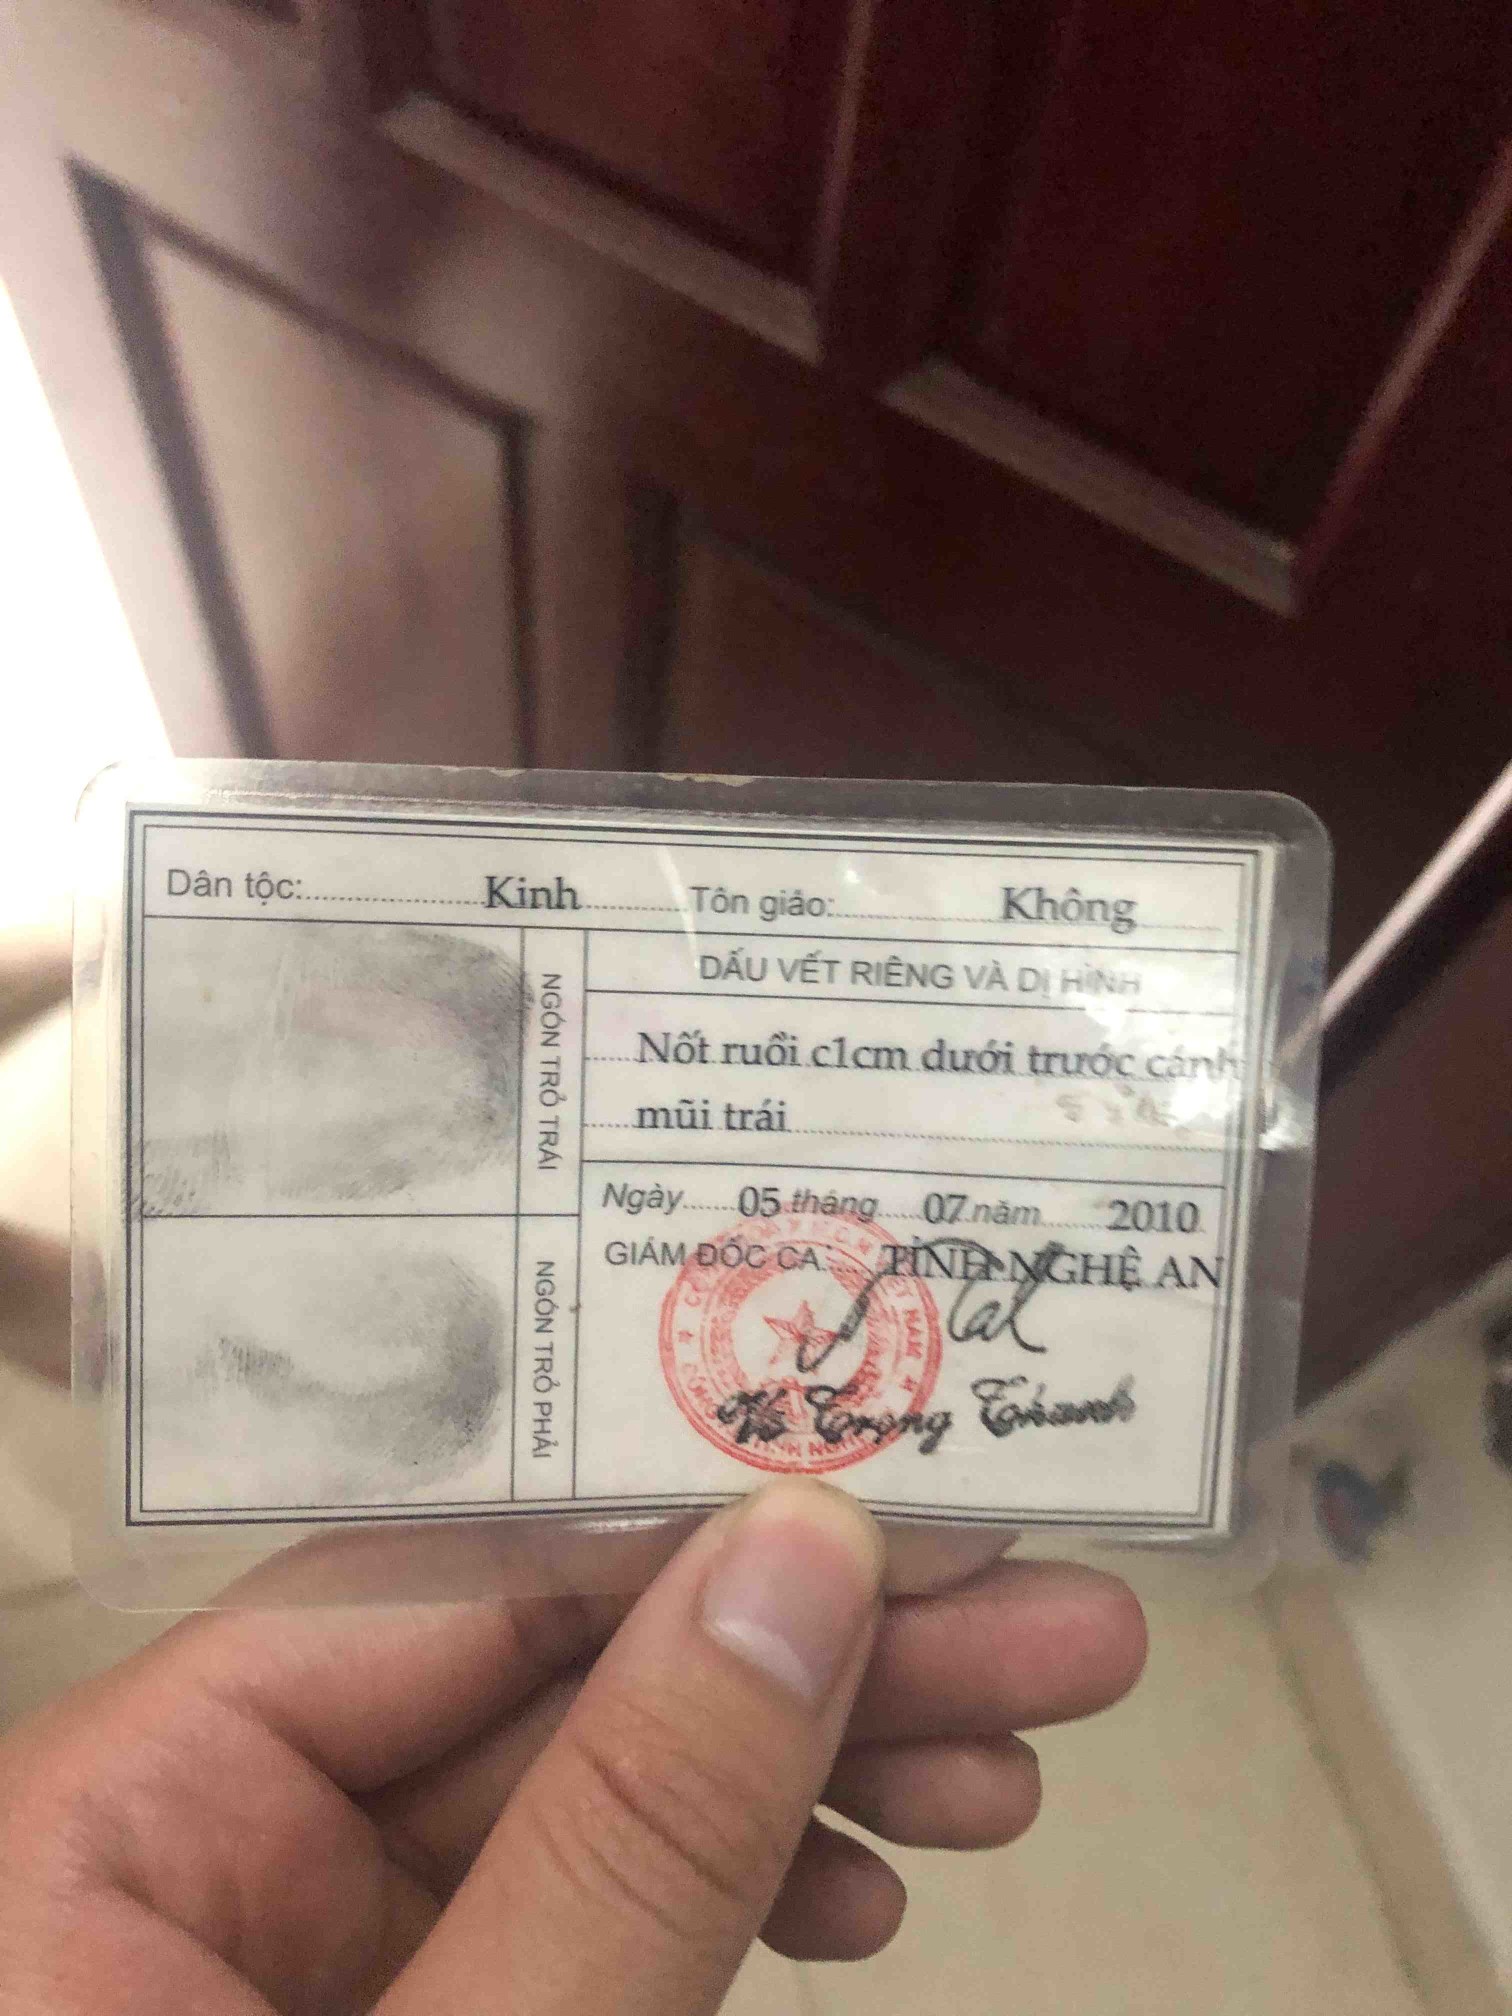 Dân tộc: Kinh Tôn giáo: Không
DẤU VẾT RIÊNG VÀ DỊ HÌNH
NGÓN TRỎ TRÁI
Nốt ruồi c1cm dưới trước cánh
mũi trái
Ngày 05 tháng 07 năm 2010
GIÁM ĐỐC CA: TỈNH NGHỆ AN
NGÓN TRỎ PHẢI
Trọng Thanh